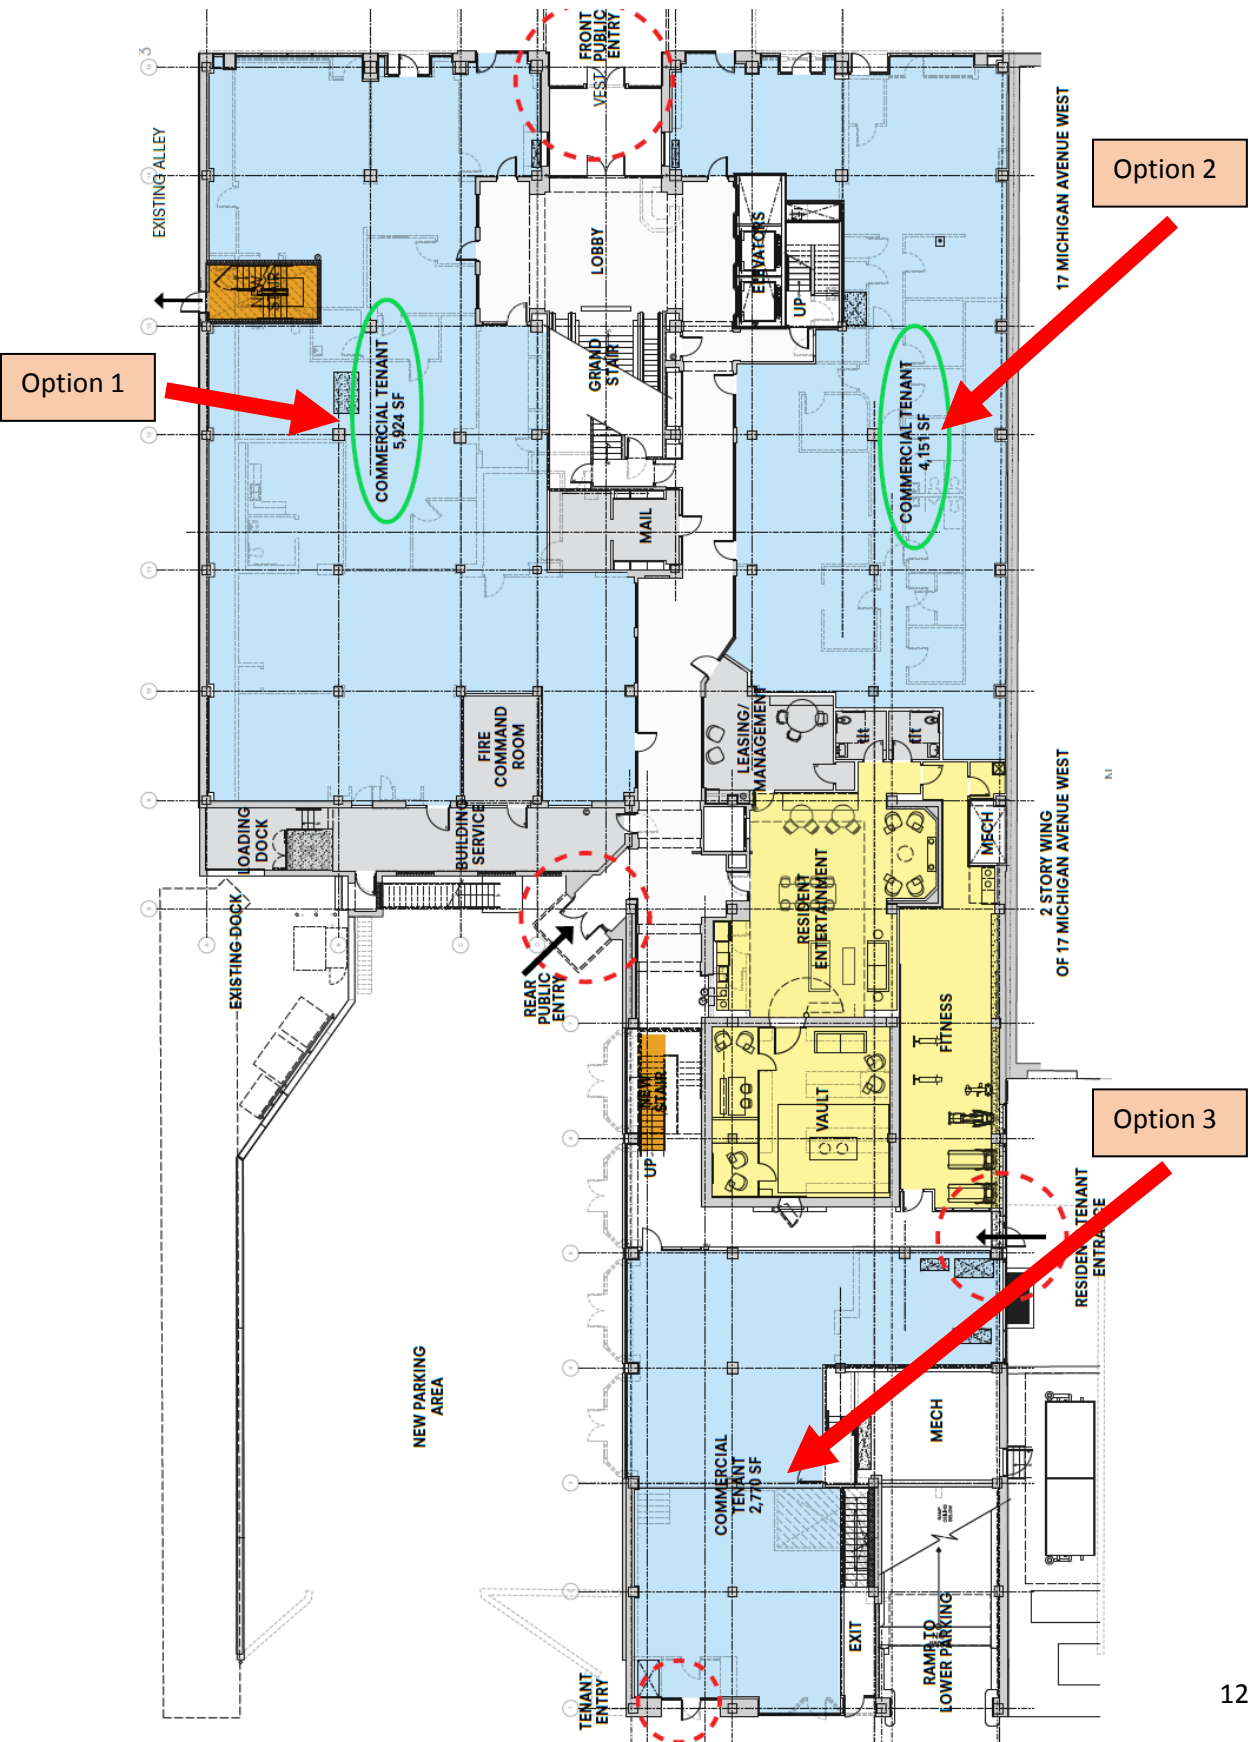 FRONT
PUBLIC
ENTRY
VEST.
EXISTING ALLEY
17 MICHIGAN AVENUE WEST
Option 2
LOBBY
ELEVATORS
UP
NEW
STAIR
GRAND
STAIR
Option 1
COMMERCIAL TENANT
5,924 SF
COMMERCIAL TENANT
4,151 SF
MAIL
FIRE
COMMAND
ROOM
LEASING/
MANAGEMENT
LOADING
DOCK
BUILDING
SERVICE
MECH
2 STORY WING
OF 17 MICHIGAN AVENUE WEST
RESIDENT
ENTERTAINMENT
EXISTING DOCK
REAR
PUBLIC
ENTRY
FITNESS
NEW
STAIR
VAULT
UP
Option 3
RESIDENT TENANT
ENTRANCE
NEW PARKING
AREA
MECH
COMMERCIAL
TENANT
2,770 SF
EXIT
RAMP TO
LOWER PARKING
TENANT
ENTRY
12